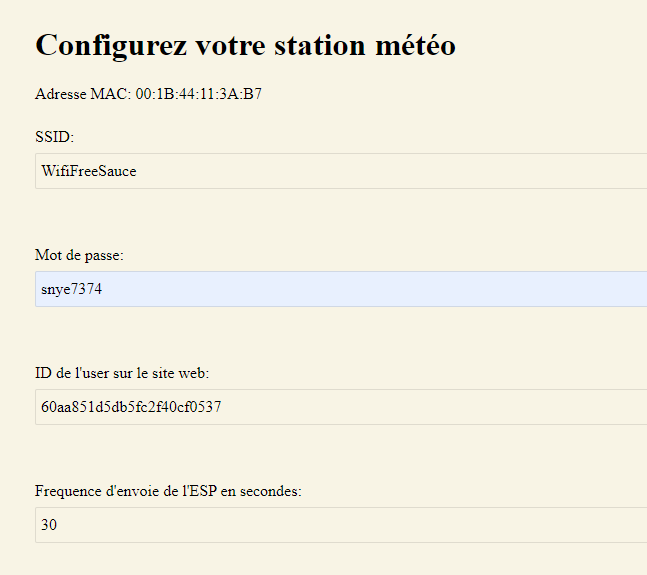 Configurez votre station météo
Adresse MAC: 00:1B:44:11:3A:B7
SSID:
WifiFreeSauce
Mot de passe:
snye7374
ID de l'user sur le site web:
60aa851d5db5fc2f40cf0537
Frequence d'envoie de l'ESP en secondes:
30